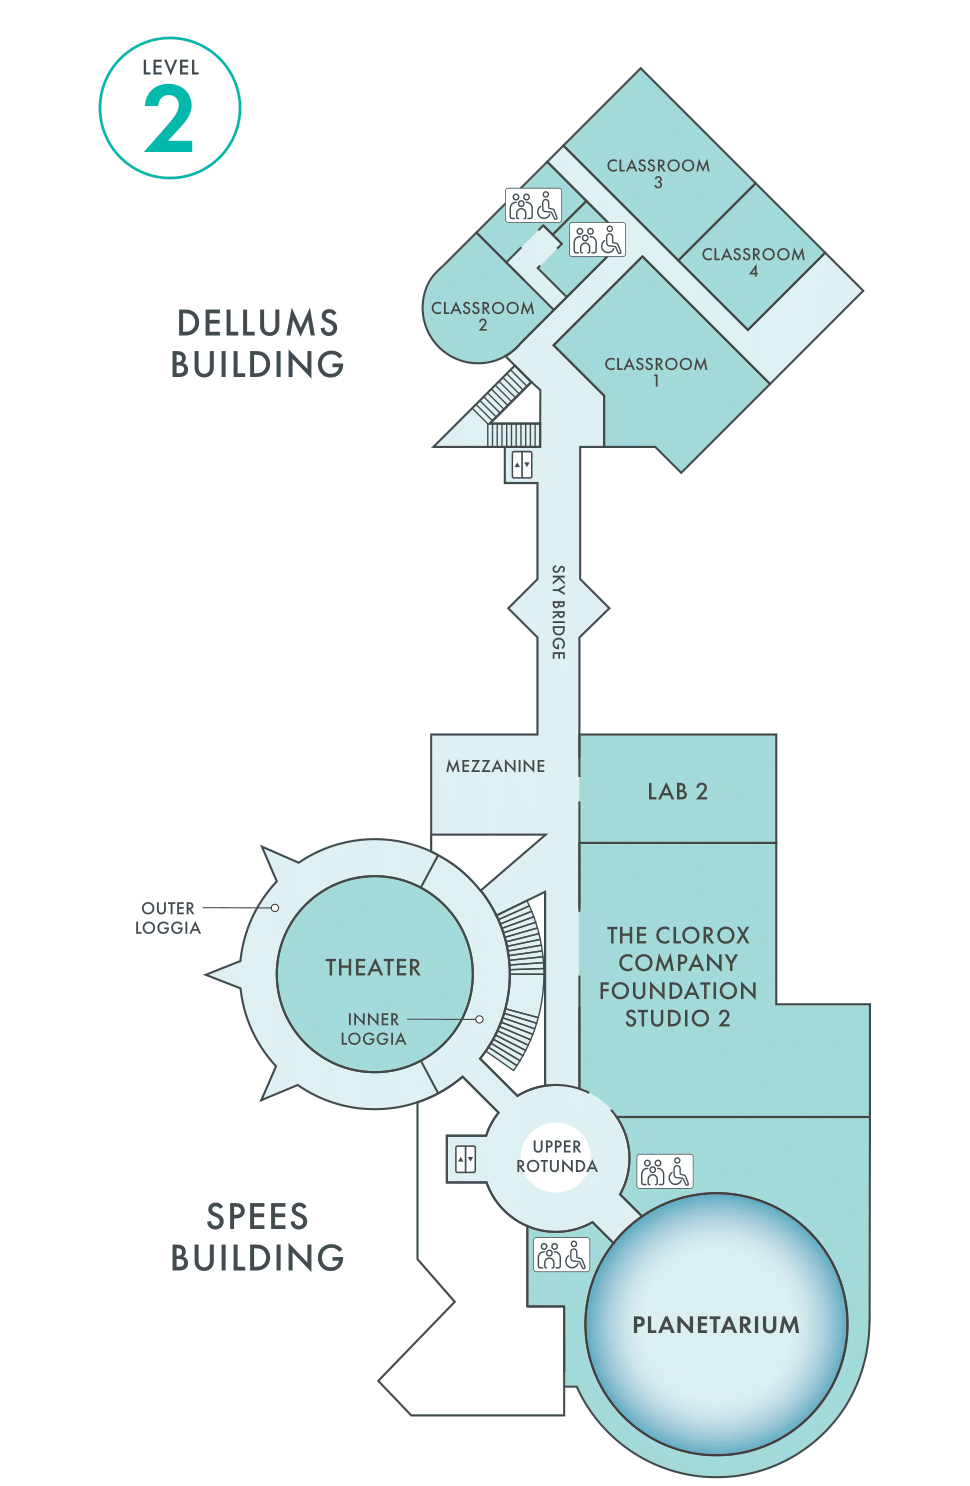 LEVEL
2
CLASSROOM
3
CLASSROOM
4
CLASSROOM
2
DELLUMS
BUILDING
CLASSROOM
1
SKY BRIDGE
MEZZANINE
LAB 2
OUTER
LOGGIA
THEATER
THE CLOROX
COMPANY
FOUNDATION
STUDIO 2
INNER
LOGGIA
UPPER
ROTUNDA
SPEES
BUILDING
PLANETARIUM